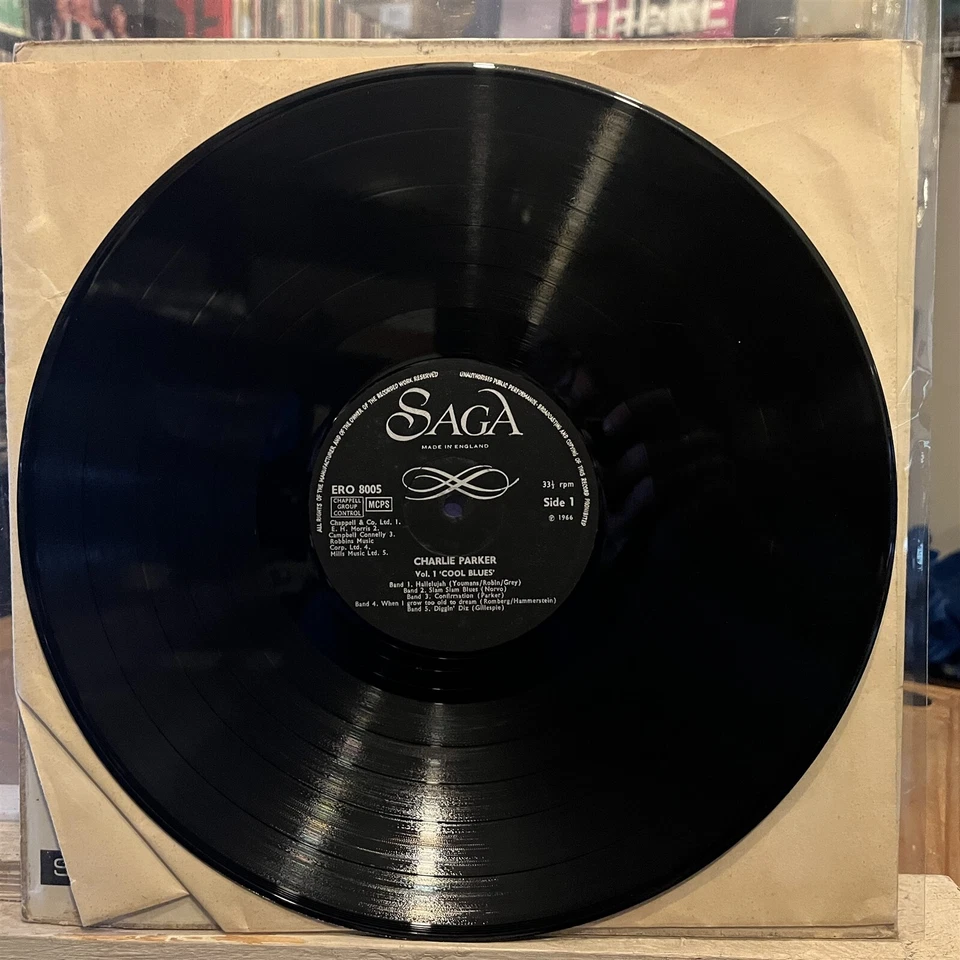 THERE
ALL RIGHTS OF THE MANUFACTURER AND OF THE OWNER OF THE RECORDED WORK RESERVED
UNAUTHORISED PUBLIC PERFORMANCE · BROADCASTING AND COPYING OF THIS RECORD PROHIBITED
SAGA
MADE IN ENGLAND
ERO 8005
CHAPPELL
GROUP
CONTROL
MCPS
33⅓ rpm
Side 1
℗ 1966
Chappell & Co, Ltd. 1.
E. H. Morris 2.
Campbell Connelly 3.
Robbins Music
Corp. Ltd. 4.
Mills Music Ltd. 5.
CHARLIE PARKER
Vol. 1 'COOL BLUES'
Band 1. Hallelujah (Youmans/Robin/Grey)
Band 2. Slam Slam Blues (Norvo)
Band 3. Confirmation (Parker)
Band 4. When I grow too old to dream (Romberg/Hammerstein)
Band 5. Diggin' Diz (Gillespie)
S